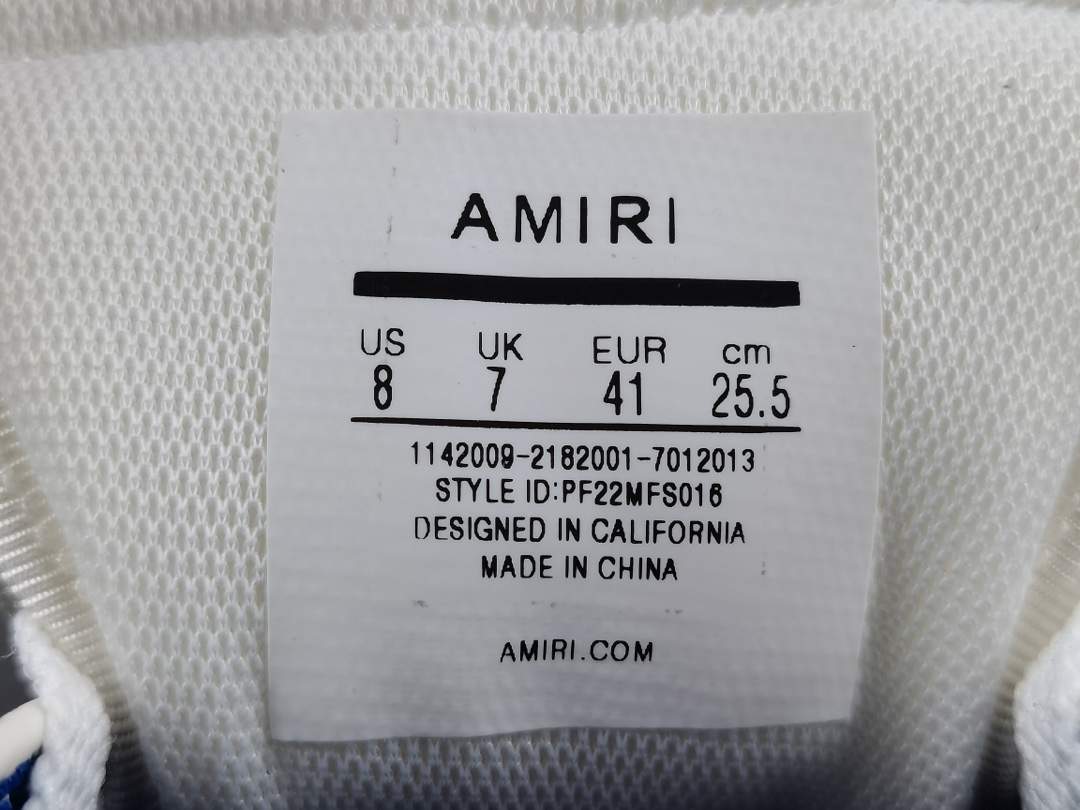 AMIRI
US UK EUR cm
8 7 41 25.5
1142009-2182001-7012013
STYLE ID:PF22MFS016
DESIGNED IN CALIFORNIA
MADE IN CHINA
AMIRI.COM